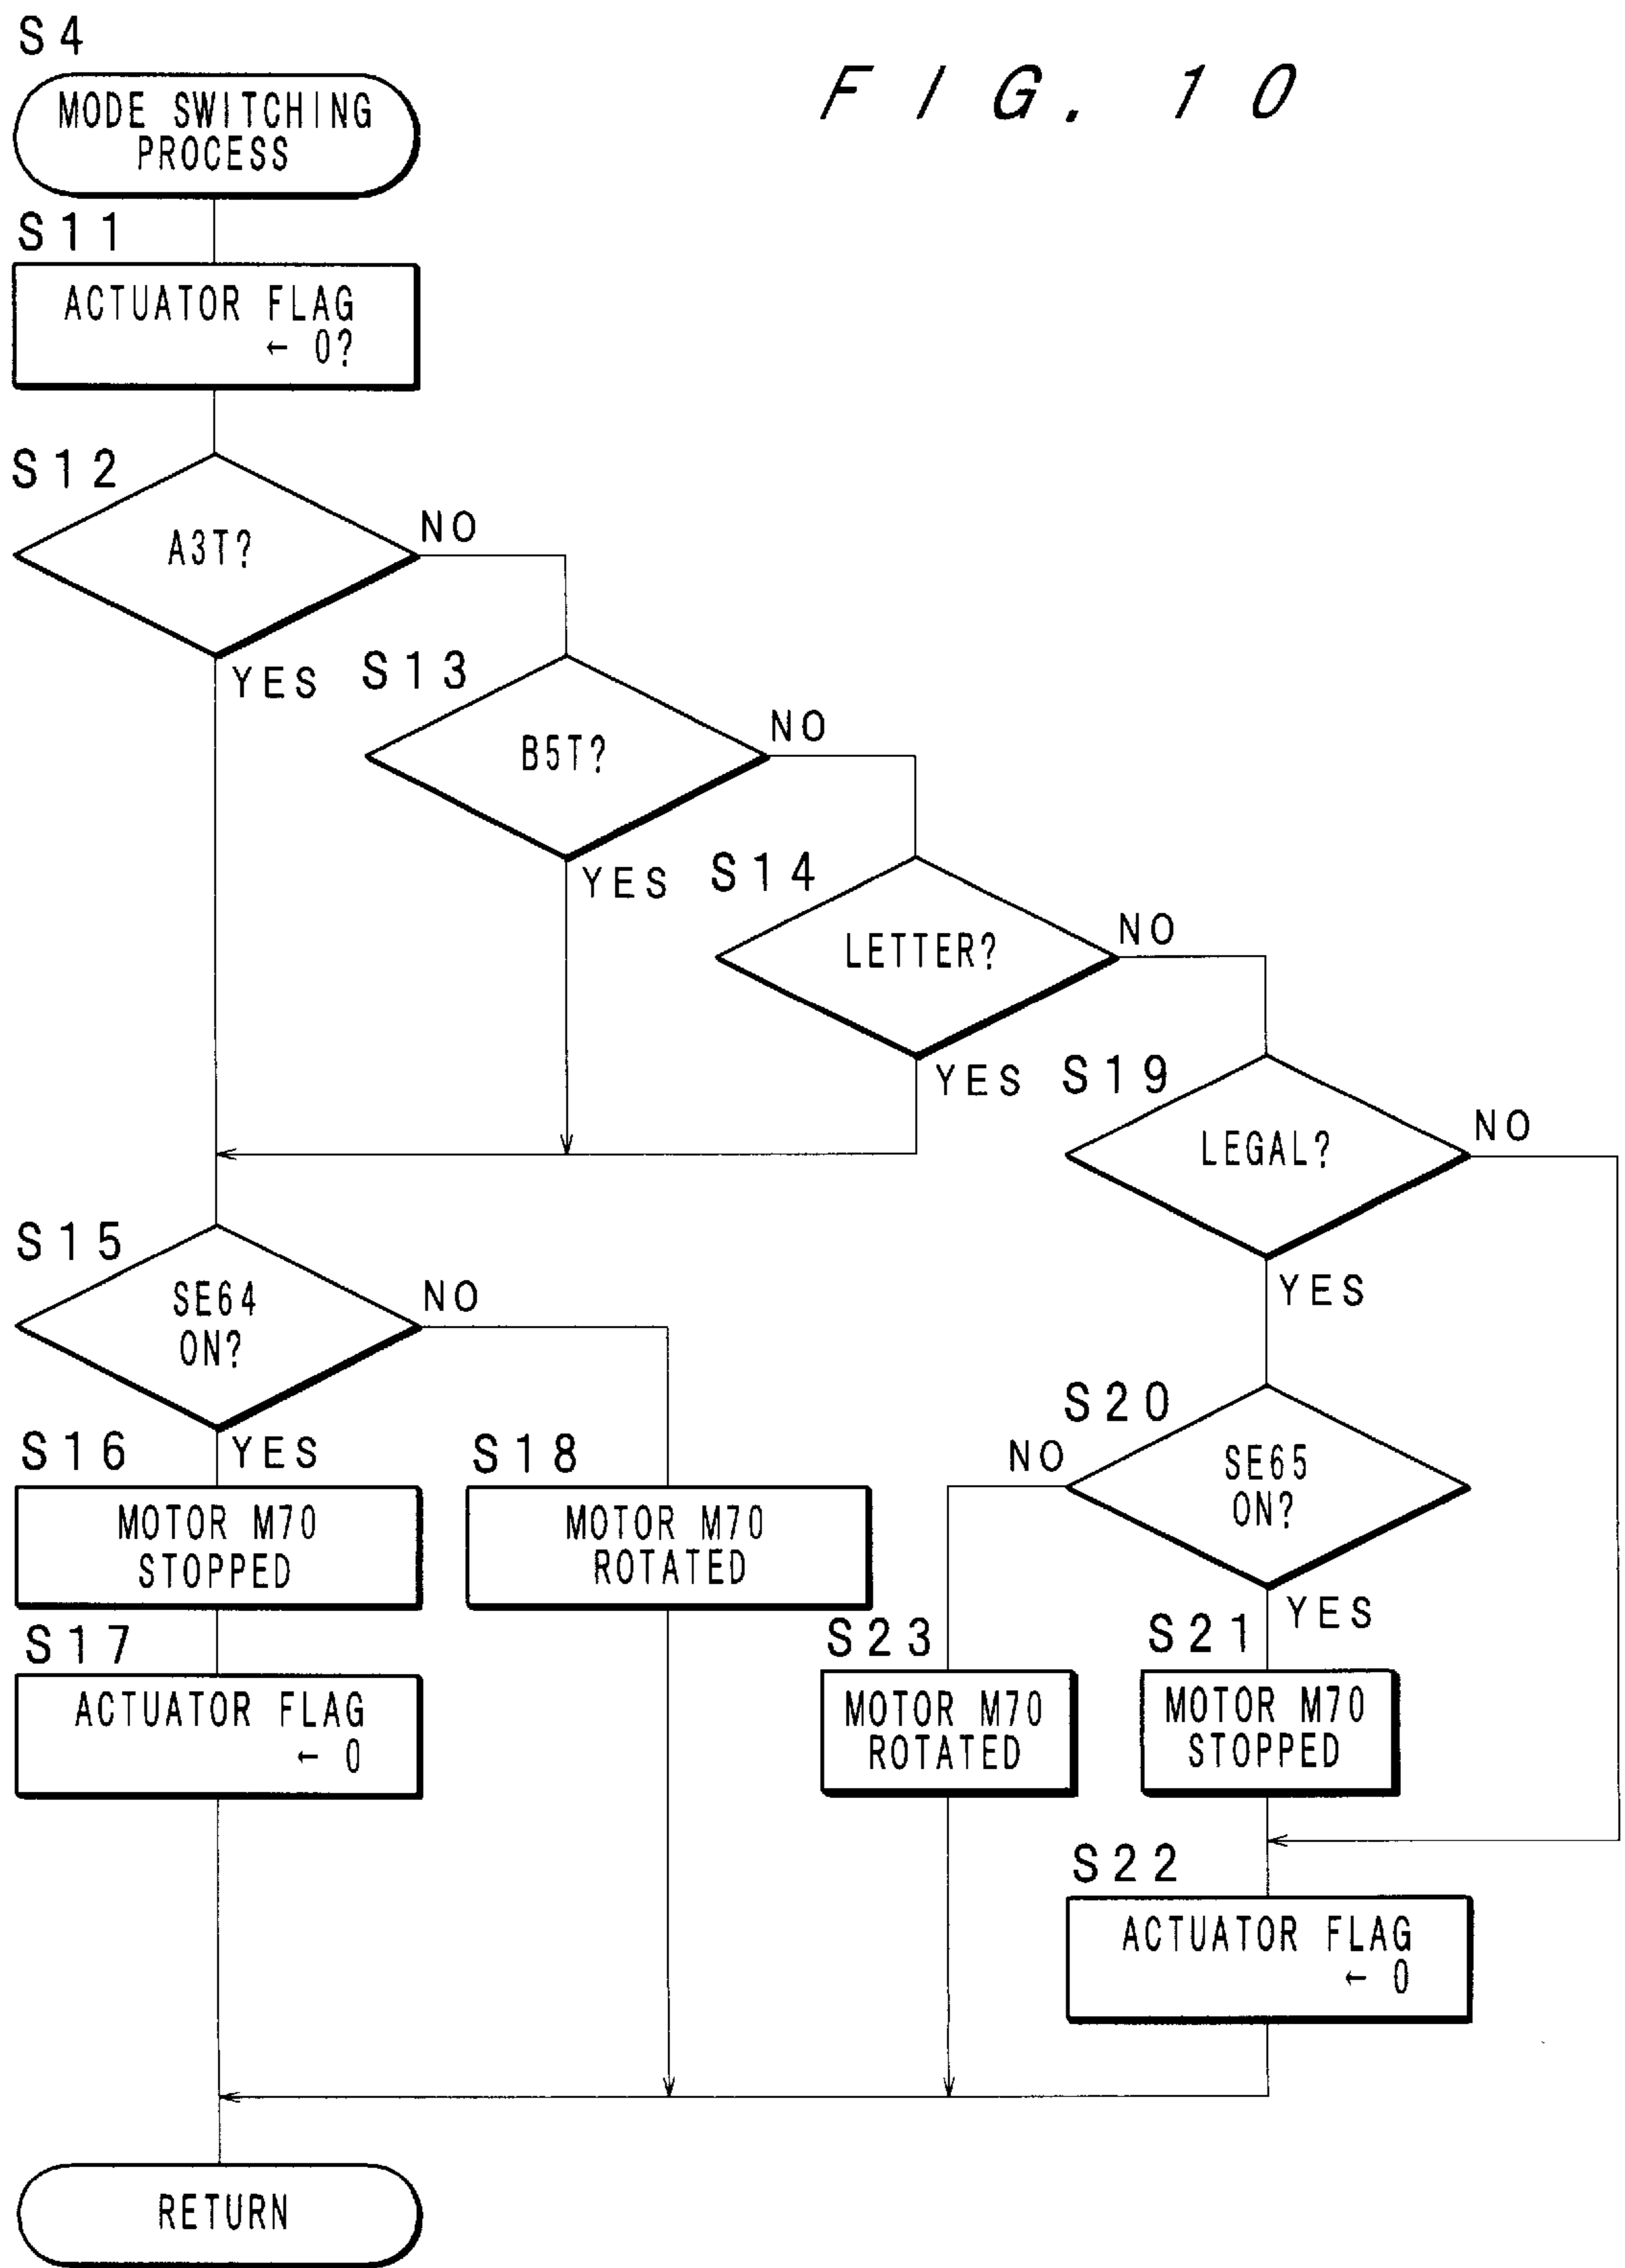 FIG. 10
S4
MODE SWITCHING
PROCESS
S11
ACTUATOR FLAG
← 0?
S12
A3T?
NO
YES
S13
B5T?
NO
YES
S14
LETTER?
NO
YES
S19
LEGAL?
NO
YES
S15
SE64
ON?
NO
YES
S16
MOTOR M70
STOPPED
S17
ACTUATOR FLAG
← 0
S18
MOTOR M70
ROTATED
S20
SE65
ON?
NO
YES
S23
MOTOR M70
ROTATED
S21
MOTOR M70
STOPPED
S22
ACTUATOR FLAG
← 0
RETURN